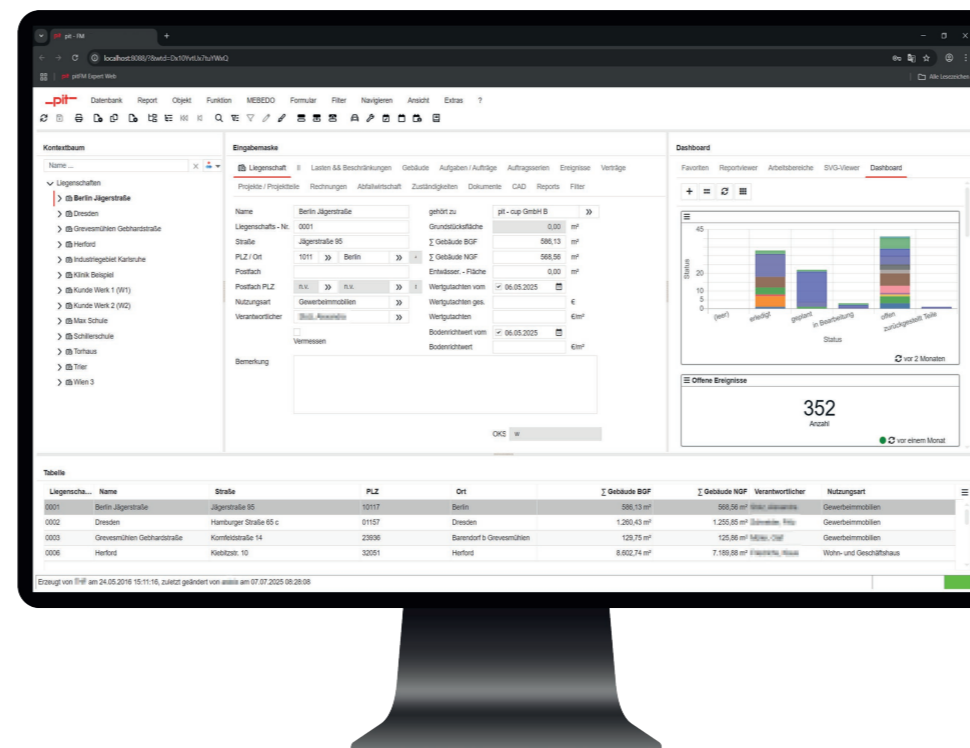 pit - FM
localhost:8088/?
pitFM Expert Web
Alle Lesezeichen
pit Datenbank Report Objekt Funktion MEBEDO Formular Filter Navigieren Ansicht Extras ?
Kontextbaum
Name ...
Liegenschaften
Berlin Jägerstraße
Dresden
Grevesmühlen Gebhardstraße
Herford
Industriegebiet Karlsruhe
Klinik Beispiel
Kunde Werk 1 (W1)
Kunde Werk 2 (W2)
Max Schule
Schillerschule
Torhaus
Trier
Wien 3
Eingabemaske
Liegenschaft Lasten && Beschränkungen Gebäude Aufgaben / Aufträge Auftragsserien Ereignisse Verträge
Projekte / Projektteile Rechnungen Abfallwirtschaft Zuständigkeiten Dokumente CAD Reports Filter
Name Berlin Jägerstraße gehört zu pit - cup GmbH B
Liegenschafts - Nr. 0001 Grundstücksfläche 0,00 m²
Straße Jägerstraße 95 ∑ Gebäude BGF 586,13 m²
PLZ / Ort 1011 Berlin ∑ Gebäude NGF 568,56 m²
Postfach Entwässer. - Fläche 0,00 m²
Postfach PLZ n.v. n.v. Wertgutachten vom 06.05.2025
Nutzungsart Gewerbeimmobilien Wertgutachten ges. €
Verantwortlicher Wertgutachten €/m²
Vermessen Bodenrichtwert vom 06.05.2025
Bodenrichtwert €/m²
Bemerkung
OKS w
Dashboard
Favoriten Reportviewer Arbeitsbereiche SVG-Viewer Dashboard
45
20
10
5
0
Status
(leer) erledigt geplant in Bearbeitung offen zurückgestellt Teile
Status
vor 2 Monaten
Offene Ereignisse
352
Anzahl
vor einem Monat
Tabelle
Liegenscha... Name Straße PLZ Ort ∑ Gebäude BGF ∑ Gebäude NGF Verantwortlicher Nutzungsart
0001 Berlin Jägerstraße Jägerstraße 95 10117 Berlin 586,13 m² 568,56 m² Gewerbeimmobilien
0002 Dresden Hamburger Straße 65 c 01157 Dresden 1.260,43 m² 1.255,85 m² Gewerbeimmobilien
0003 Grevesmühlen Gebhardstraße Kornfeldstraße 14 23936 Barendorf b Grevesmühlen 129,75 m² 125,86 m² Gewerbeimmobilien
0006 Herford Kiebitzstr. 10 32051 Herford 8.602,74 m² 7.189,88 m² Wohn- und Geschäftshaus
Erzeugt von am 24.05.2016 15:11:16, zuletzt geändert von am 07.07.2025 08:28:08